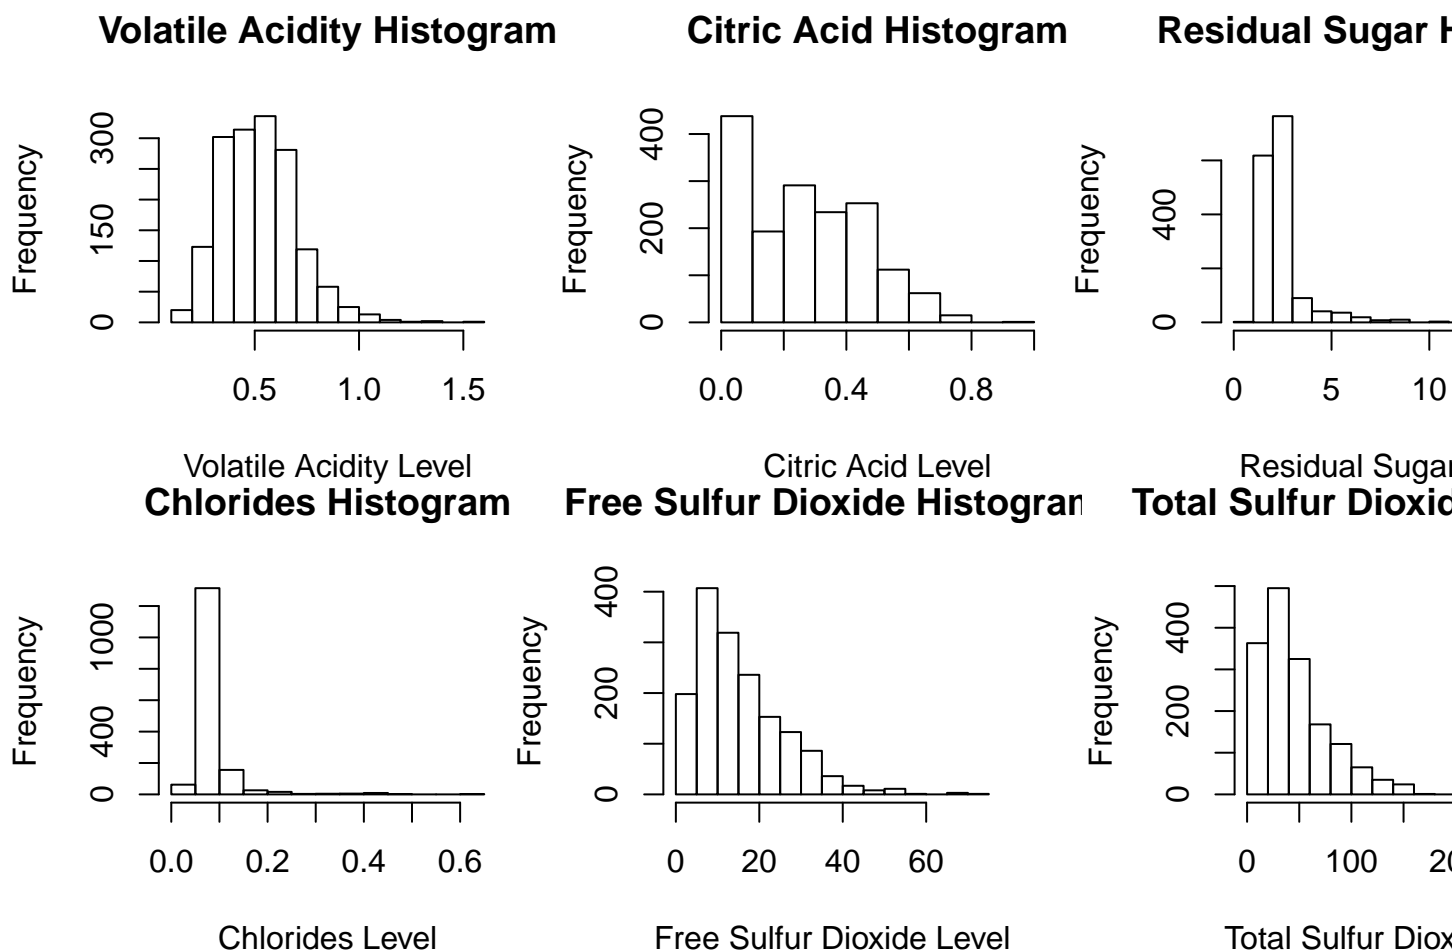 Volatile Acidity Histogram
Frequency
300
150
0
0.5 1.0 1.5
Volatile Acidity Level
Citric Acid Histogram
Frequency
400
200
0
0.0 0.4 0.8
Citric Acid Level
Residual Sugar H
Frequency
400
0
0 5 10
Residual Sugar
Chlorides Histogram
Frequency
1000
400
0
0.0 0.2 0.4 0.6
Chlorides Level
Free Sulfur Dioxide Histogram
Frequency
400
200
0
0 20 40 60
Free Sulfur Dioxide Level
Total Sulfur Dioxid
Frequency
400
200
0
0 100 20
Total Sulfur Diox